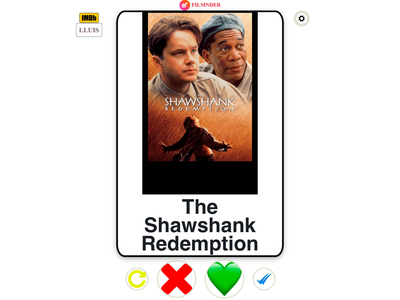 FILMNDER
IMDb
LLUIS
SHAWSHANK
REDEMPTION
The
Shawshank
Redemption